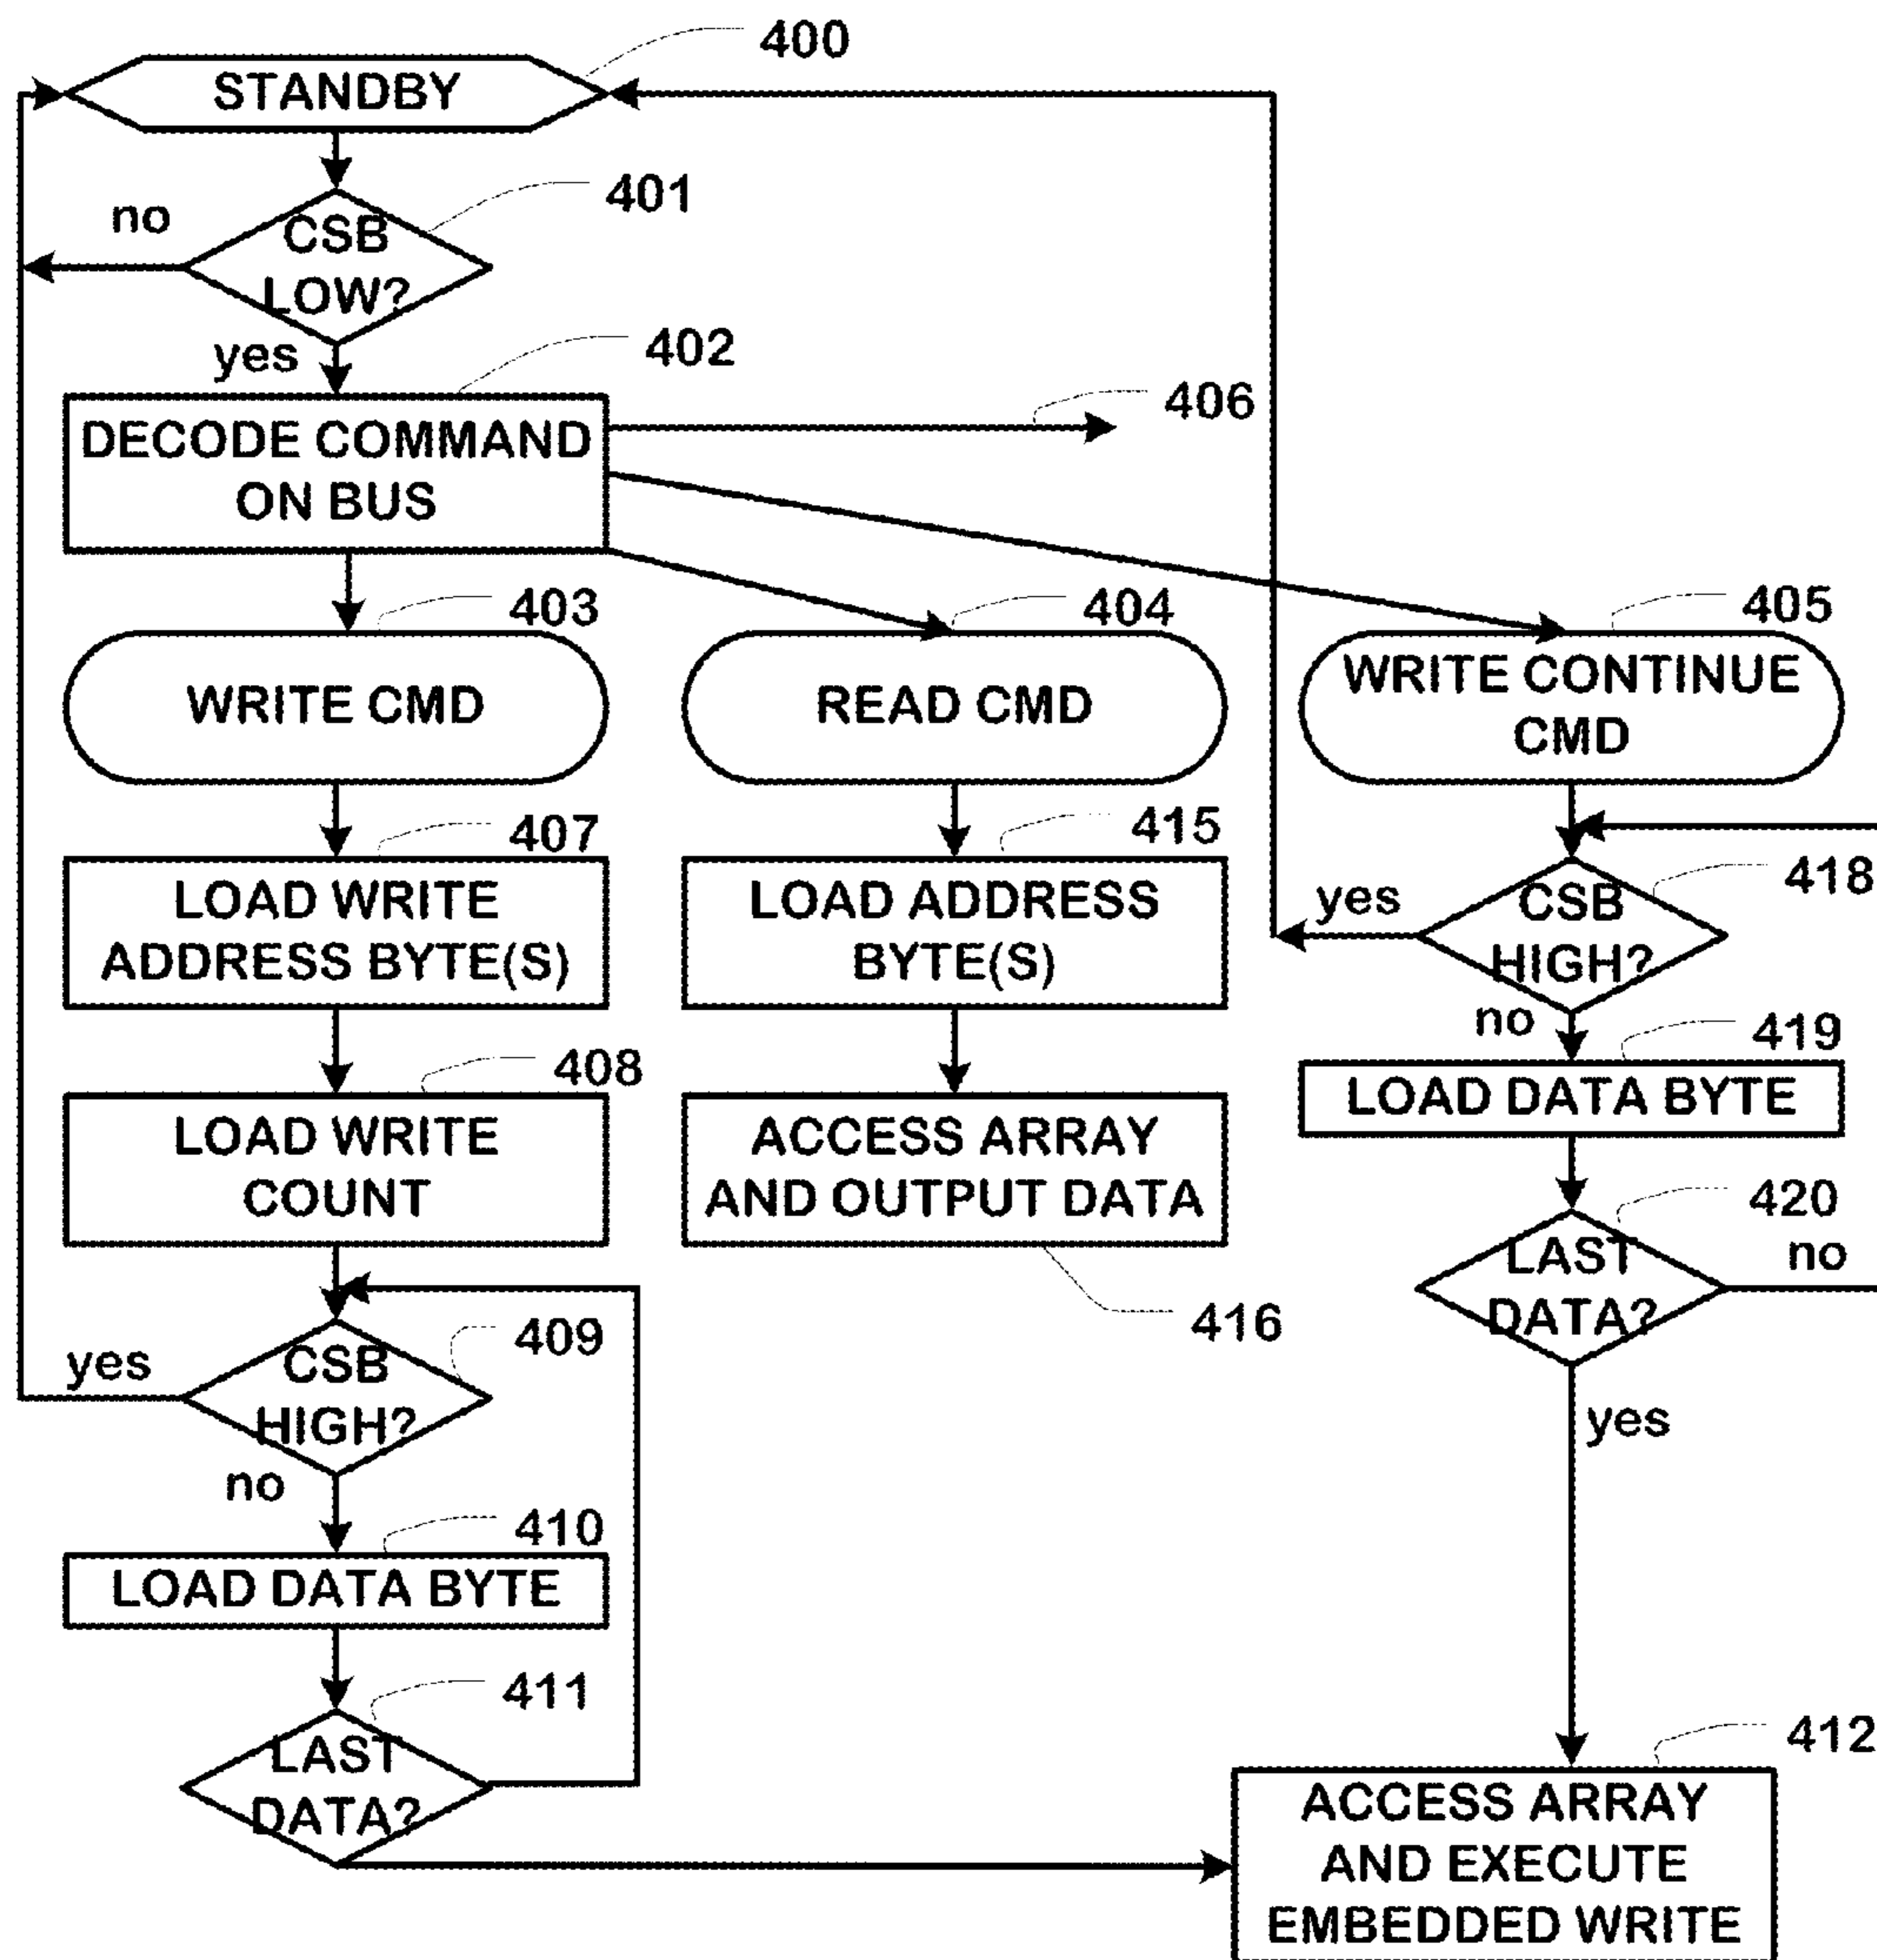 400
STANDBY
401
no
CSB
LOW?
yes
402
406
DECODE COMMAND
ON BUS
403
404
405
WRITE CMD
READ CMD
WRITE CONTINUE
CMD
407
415
418
LOAD WRITE
ADDRESS BYTE(S)
LOAD ADDRESS
BYTE(S)
yes
CSB
HIGH?
no
408
419
LOAD WRITE
COUNT
ACCESS ARRAY
AND OUTPUT DATA
LOAD DATA BYTE
420
LAST
DATA?
no
416
409
yes
CSB
HIGH?
no
yes
410
LOAD DATA BYTE
411
LAST
DATA?
412
ACCESS ARRAY
AND EXECUTE
EMBEDDED WRITE